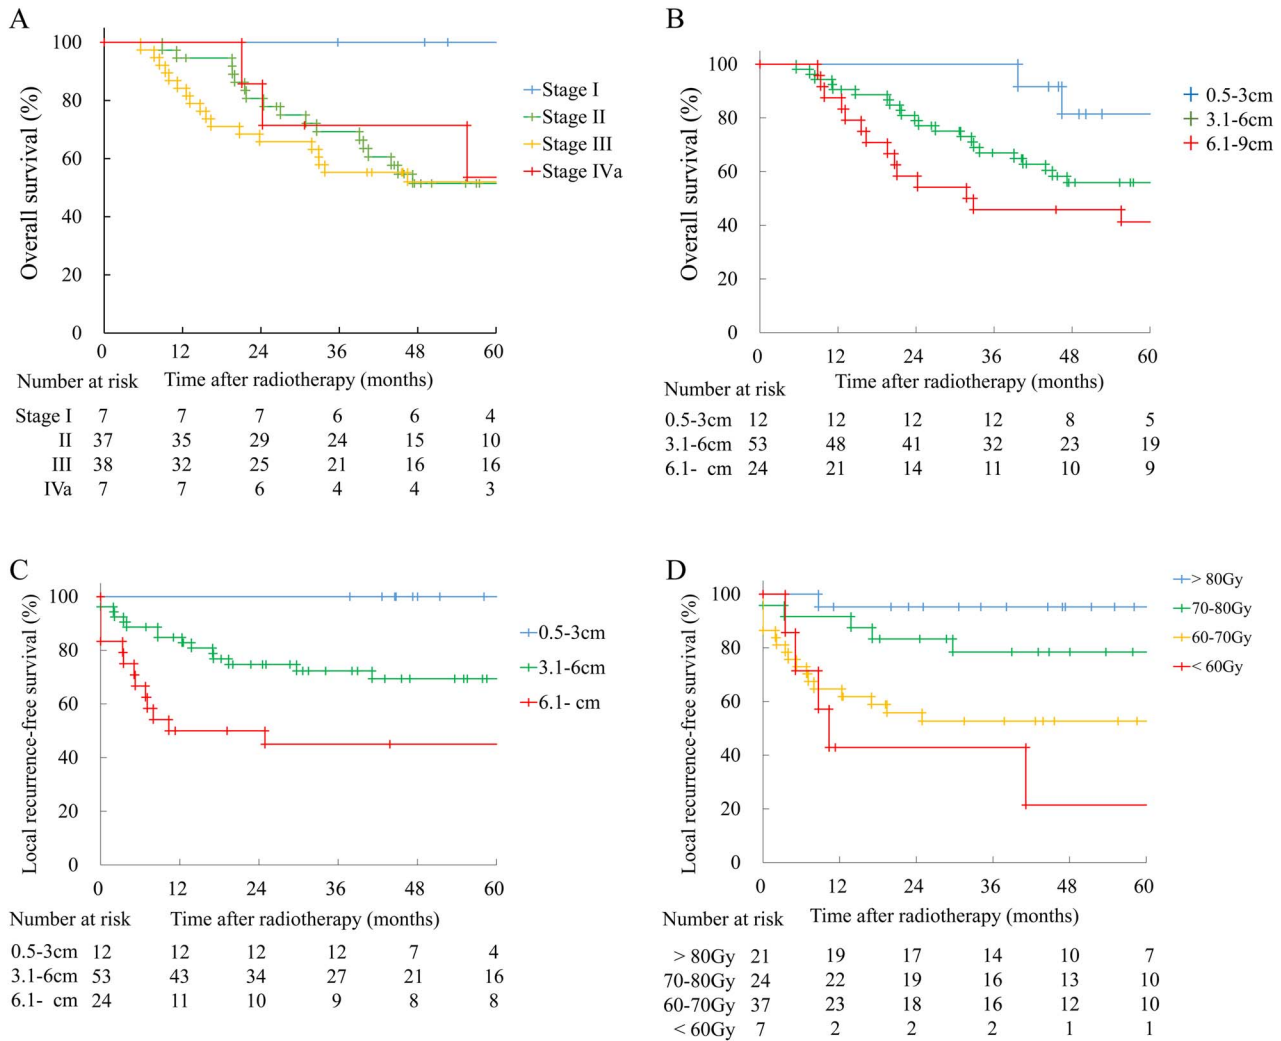 A
Overall survival (%)
100
80
60
40
20
0
0 12 24 36 48 60
Time after radiotherapy (months)
Stage I
Stage II
Stage III
Stage IVa
Number at risk
Stage I 7 7 7 6 6 4
II 37 35 29 24 15 10
III 38 32 25 21 16 16
IVa 7 7 6 4 4 3
B
Overall survival (%)
100
80
60
40
20
0
0 12 24 36 48 60
Time after radiotherapy (months)
0.5-3cm
3.1-6cm
6.1-9cm
Number at risk
0.5-3cm 12 12 12 12 8 5
3.1-6cm 53 48 41 32 23 19
6.1- cm 24 21 14 11 10 9
C
Local recurrence-free survival (%)
100
80
60
40
20
0
0 12 24 36 48 60
Time after radiotherapy (months)
0.5-3cm
3.1-6cm
6.1- cm
Number at risk
0.5-3cm 12 12 12 12 7 4
3.1-6cm 53 43 34 27 21 16
6.1- cm 24 11 10 9 8 8
D
Local recurrence-free survival (%)
100
80
60
40
20
0
0 12 24 36 48 60
Time after radiotherapy (months)
> 80Gy
70-80Gy
60-70Gy
< 60Gy
Number at risk
> 80Gy 21 19 17 14 10 7
70-80Gy 24 22 19 16 13 10
60-70Gy 37 23 18 16 12 10
< 60Gy 7 2 2 2 1 1